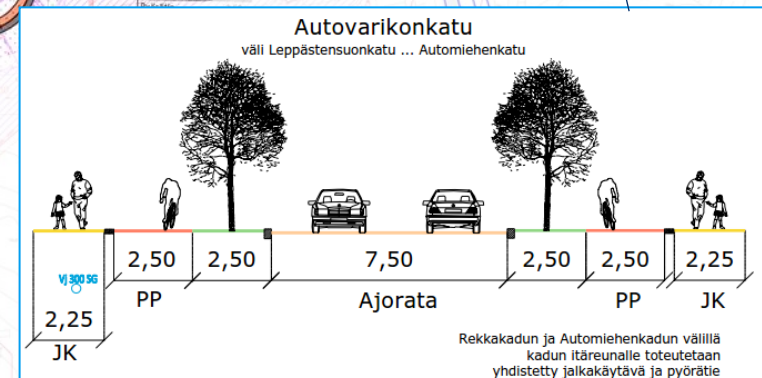 Autovarikonkatu
väli Leppästensuonkatu ... Automiehenkatu
2,50 2,50 7,50 2,50 2,50 2,25
Vj 300 SG
2,25
PP Ajorata PP JK
JK
Rekkakadun ja Automiehenkadun välillä
kadun itäreunalle toteutetaan
yhdistetty jalkakäytävä ja pyörätie